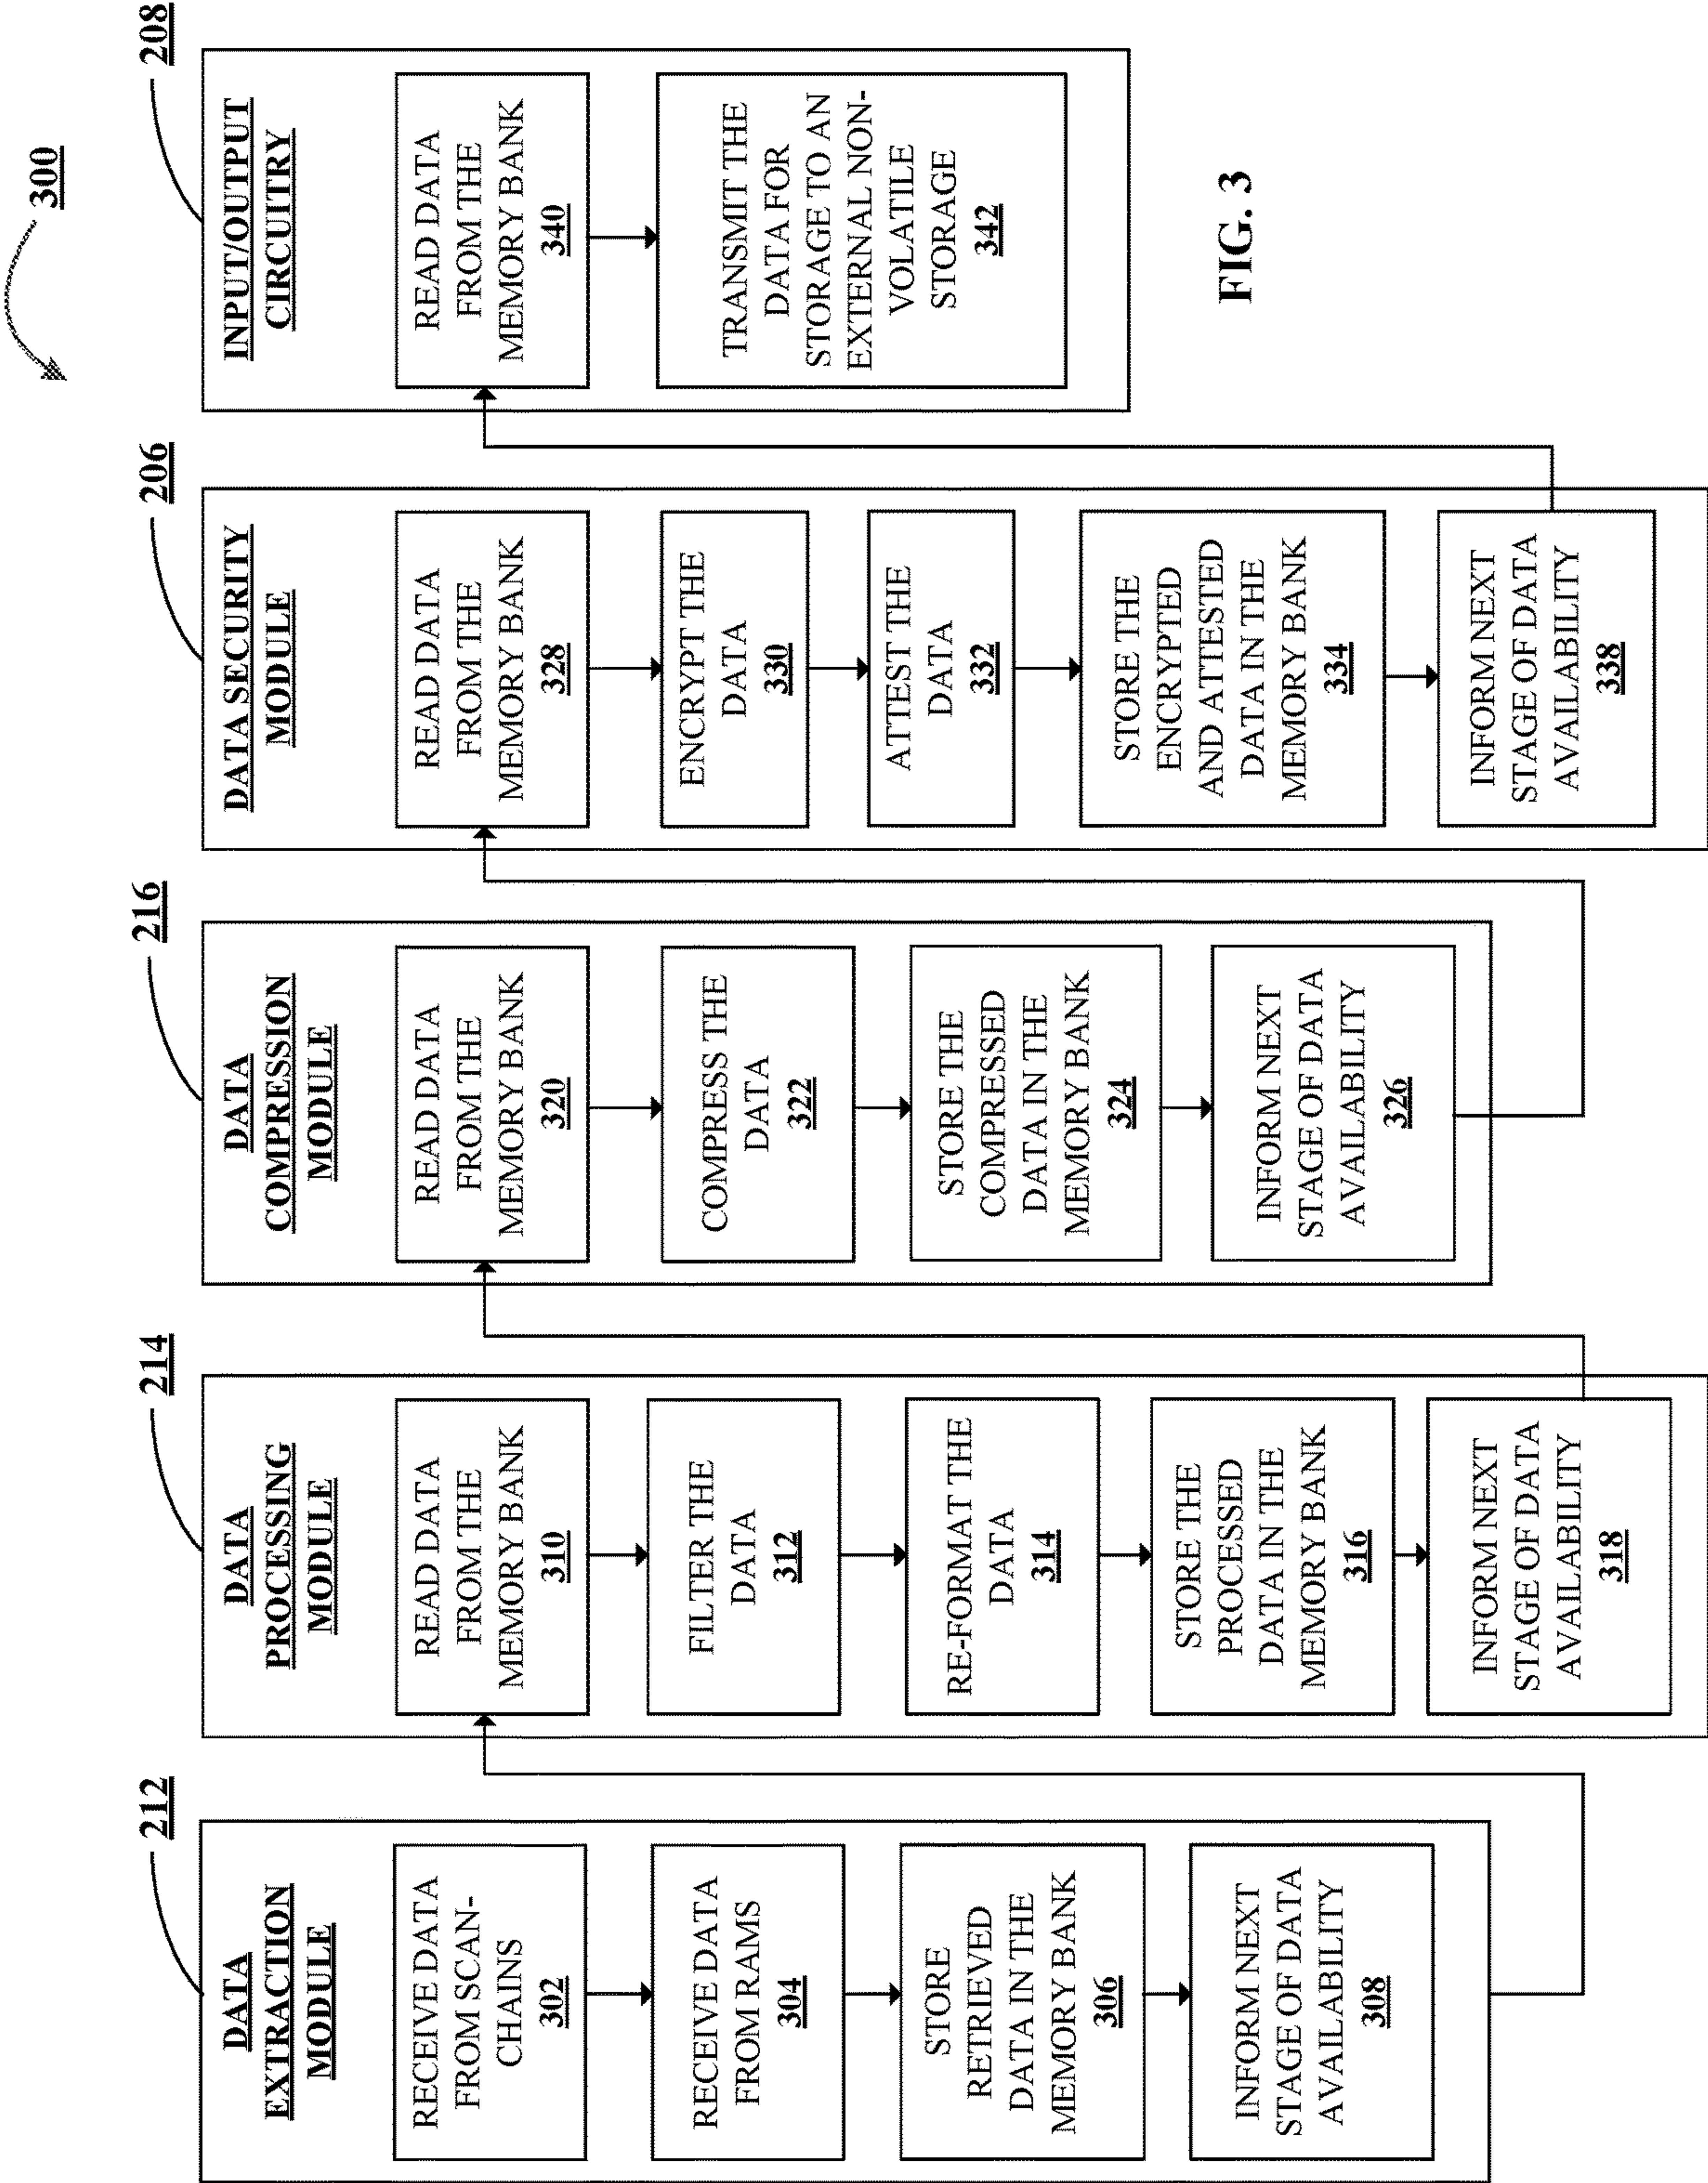 300
212
DATA
EXTRACTION
MODULE
RECEIVE DATA
FROM SCAN-
CHAINS
302
RECEIVE DATA
FROM RAMS
304
STORE
RETRIEVED
DATA IN THE
MEMORY BANK
306
INFORM NEXT
STAGE OF DATA
AVAILABILITY
308
214
DATA
PROCESSING
MODULE
READ DATA
FROM THE
MEMORY BANK
310
FILTER THE
DATA
312
RE-FORMAT THE
DATA
314
STORE THE
PROCESSED
DATA IN THE
MEMORY BANK
316
INFORM NEXT
STAGE OF DATA
AVAILABILITY
318
216
DATA
COMPRESSION
MODULE
READ DATA
FROM THE
MEMORY BANK
320
COMPRESS THE
DATA
322
STORE THE
COMPRESSED
DATA IN THE
MEMORY BANK
324
INFORM NEXT
STAGE OF DATA
AVAILABILITY
326
206
DATA SECURITY
MODULE
READ DATA
FROM THE
MEMORY BANK
328
ENCRYPT THE
DATA
330
ATTEST THE
DATA
332
STORE THE
ENCRYPTED
AND ATTESTED
DATA IN THE
MEMORY BANK
334
INFORM NEXT
STAGE OF DATA
AVAILABILITY
338
208
INPUT/OUTPUT
CIRCUITRY
READ DATA
FROM THE
MEMORY BANK
340
TRANSMIT THE
DATA FOR
STORAGE TO AN
EXTERNAL NON-
VOLATILE
STORAGE
342
FIG. 3